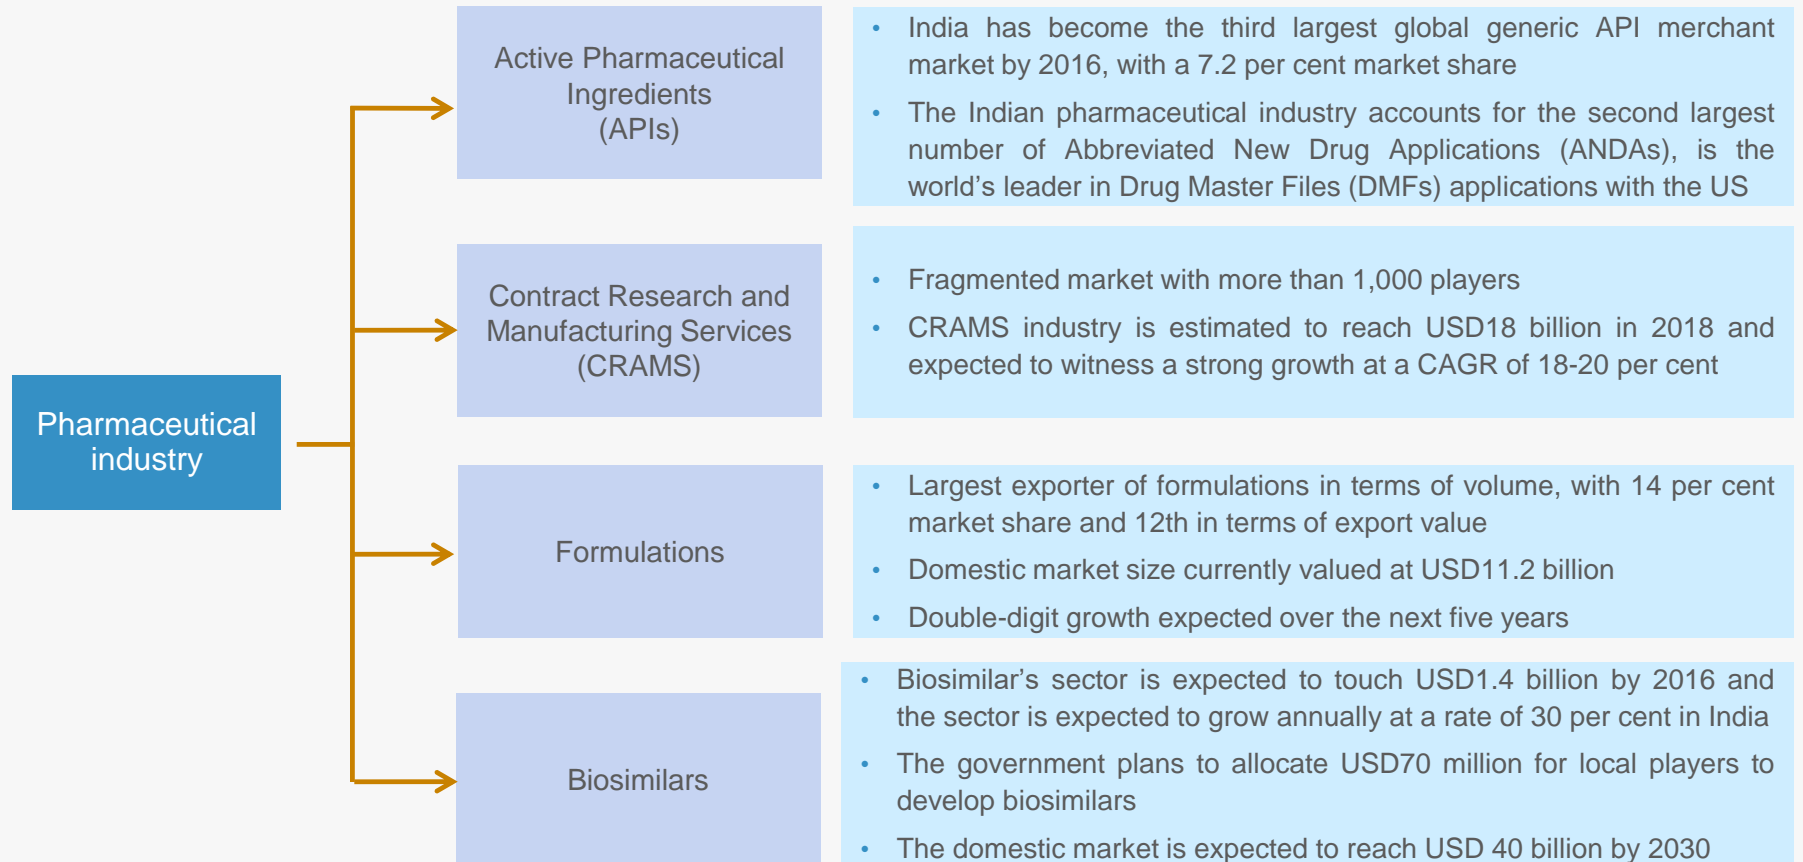 Pharmaceutical
industry
Active Pharmaceutical
Ingredients
(APIs)
• India has become the third largest global generic API merchant
market by 2016, with a 7.2 per cent market share
• The Indian pharmaceutical industry accounts for the second largest
number of Abbreviated New Drug Applications (ANDAs), is the
world’s leader in Drug Master Files (DMFs) applications with the US
Contract Research and
Manufacturing Services
(CRAMS)
• Fragmented market with more than 1,000 players
• CRAMS industry is estimated to reach USD18 billion in 2018 and
expected to witness a strong growth at a CAGR of 18-20 per cent
Formulations
• Largest exporter of formulations in terms of volume, with 14 per cent
market share and 12th in terms of export value
• Domestic market size currently valued at USD11.2 billion
• Double-digit growth expected over the next five years
Biosimilars
• Biosimilar’s sector is expected to touch USD1.4 billion by 2016 and
the sector is expected to grow annually at a rate of 30 per cent in India
• The government plans to allocate USD70 million for local players to
develop biosimilars
• The domestic market is expected to reach USD 40 billion by 2030